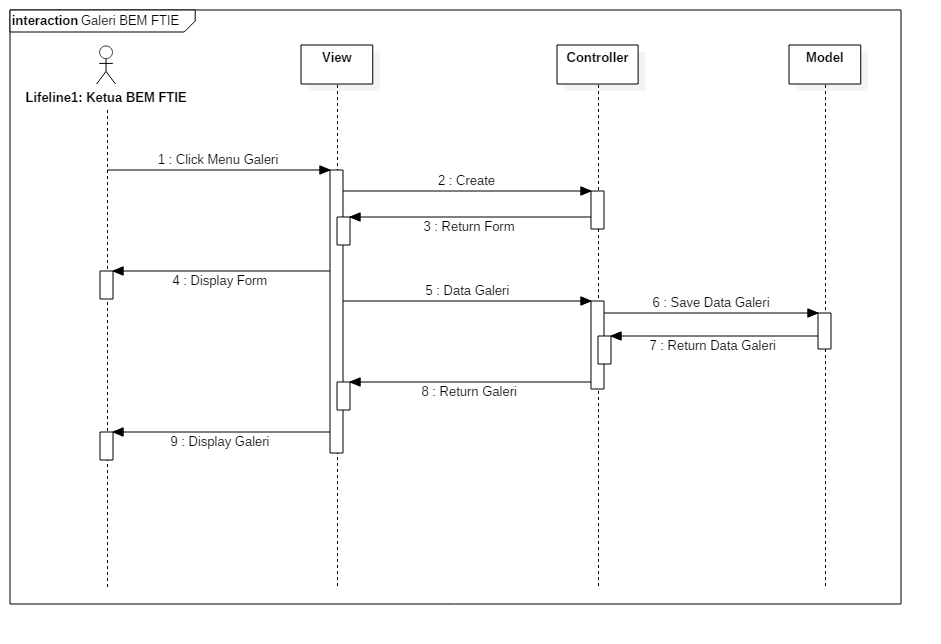 interaction Galeri BEM FTIE
View
Controller
Model
Lifeline1: Ketua BEM FTIE
1 : Click Menu Galeri
2 : Create
3 : Return Form
4 : Display Form
5 : Data Galeri
6 : Save Data Galeri
7 : Return Data Galeri
8 : Return Galeri
9 : Display Galeri